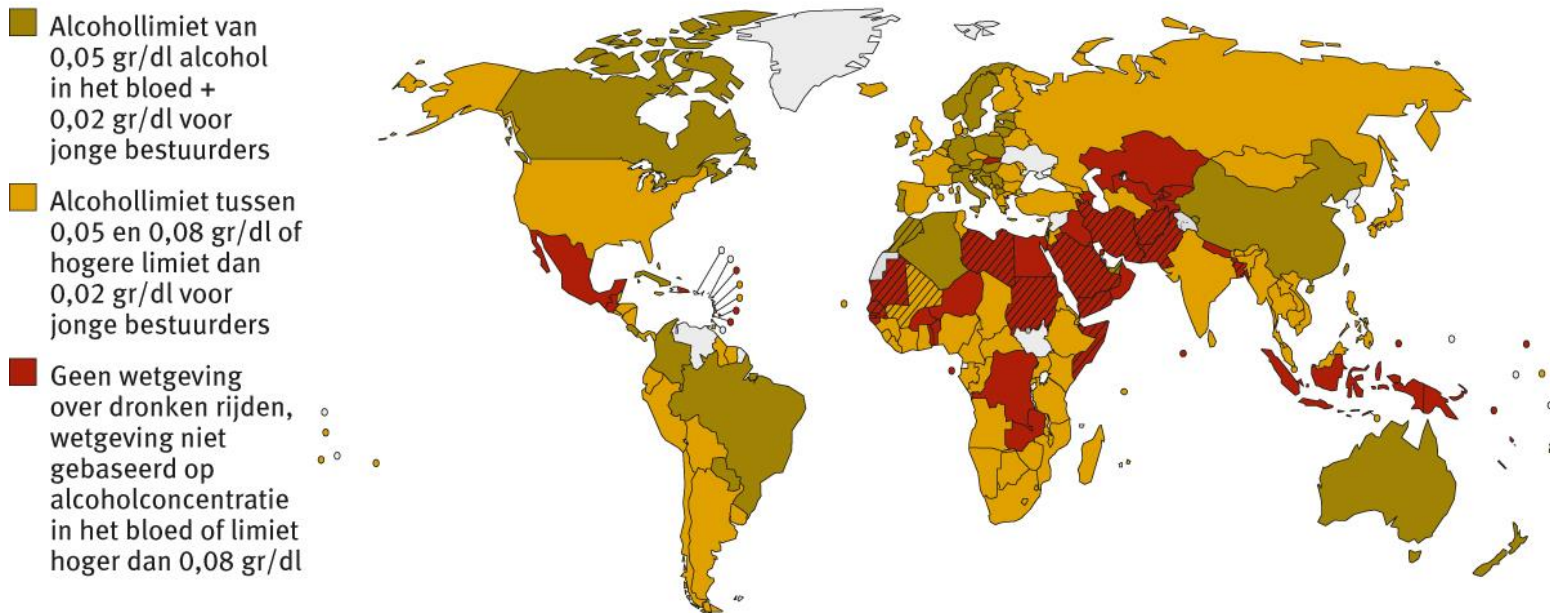 Alcohollimiet van
0,05 gr/dl alcohol
in het bloed +
0,02 gr/dl voor
jonge bestuurders
Alcohollimiet tussen
0,05 en 0,08 gr/dl of
hogere limiet dan
0,02 gr/dl voor
jonge bestuurders
Geen wetgeving
over dronken rijden,
wetgeving niet
gebaseerd op
alcoholconcentratie
in het bloed of limiet
hoger dan 0,08 gr/dl